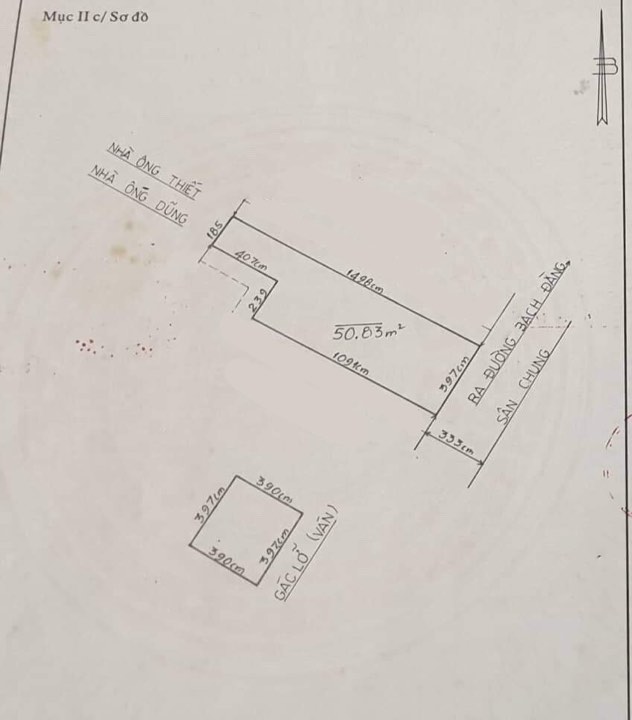 Mục II c/ Sơ đồ
B
NHÀ ÔNG THIẾT
NHÀ ÔNG DŨNG
185
407cm
1498cm
239
50.83m²
1091cm
397cm
RA ĐƯỜNG BẠCH ĐẰNG
SÂN CHUNG
333cm
390cm
397cm
397cm
390cm
GÁC LỔ (VÁN)